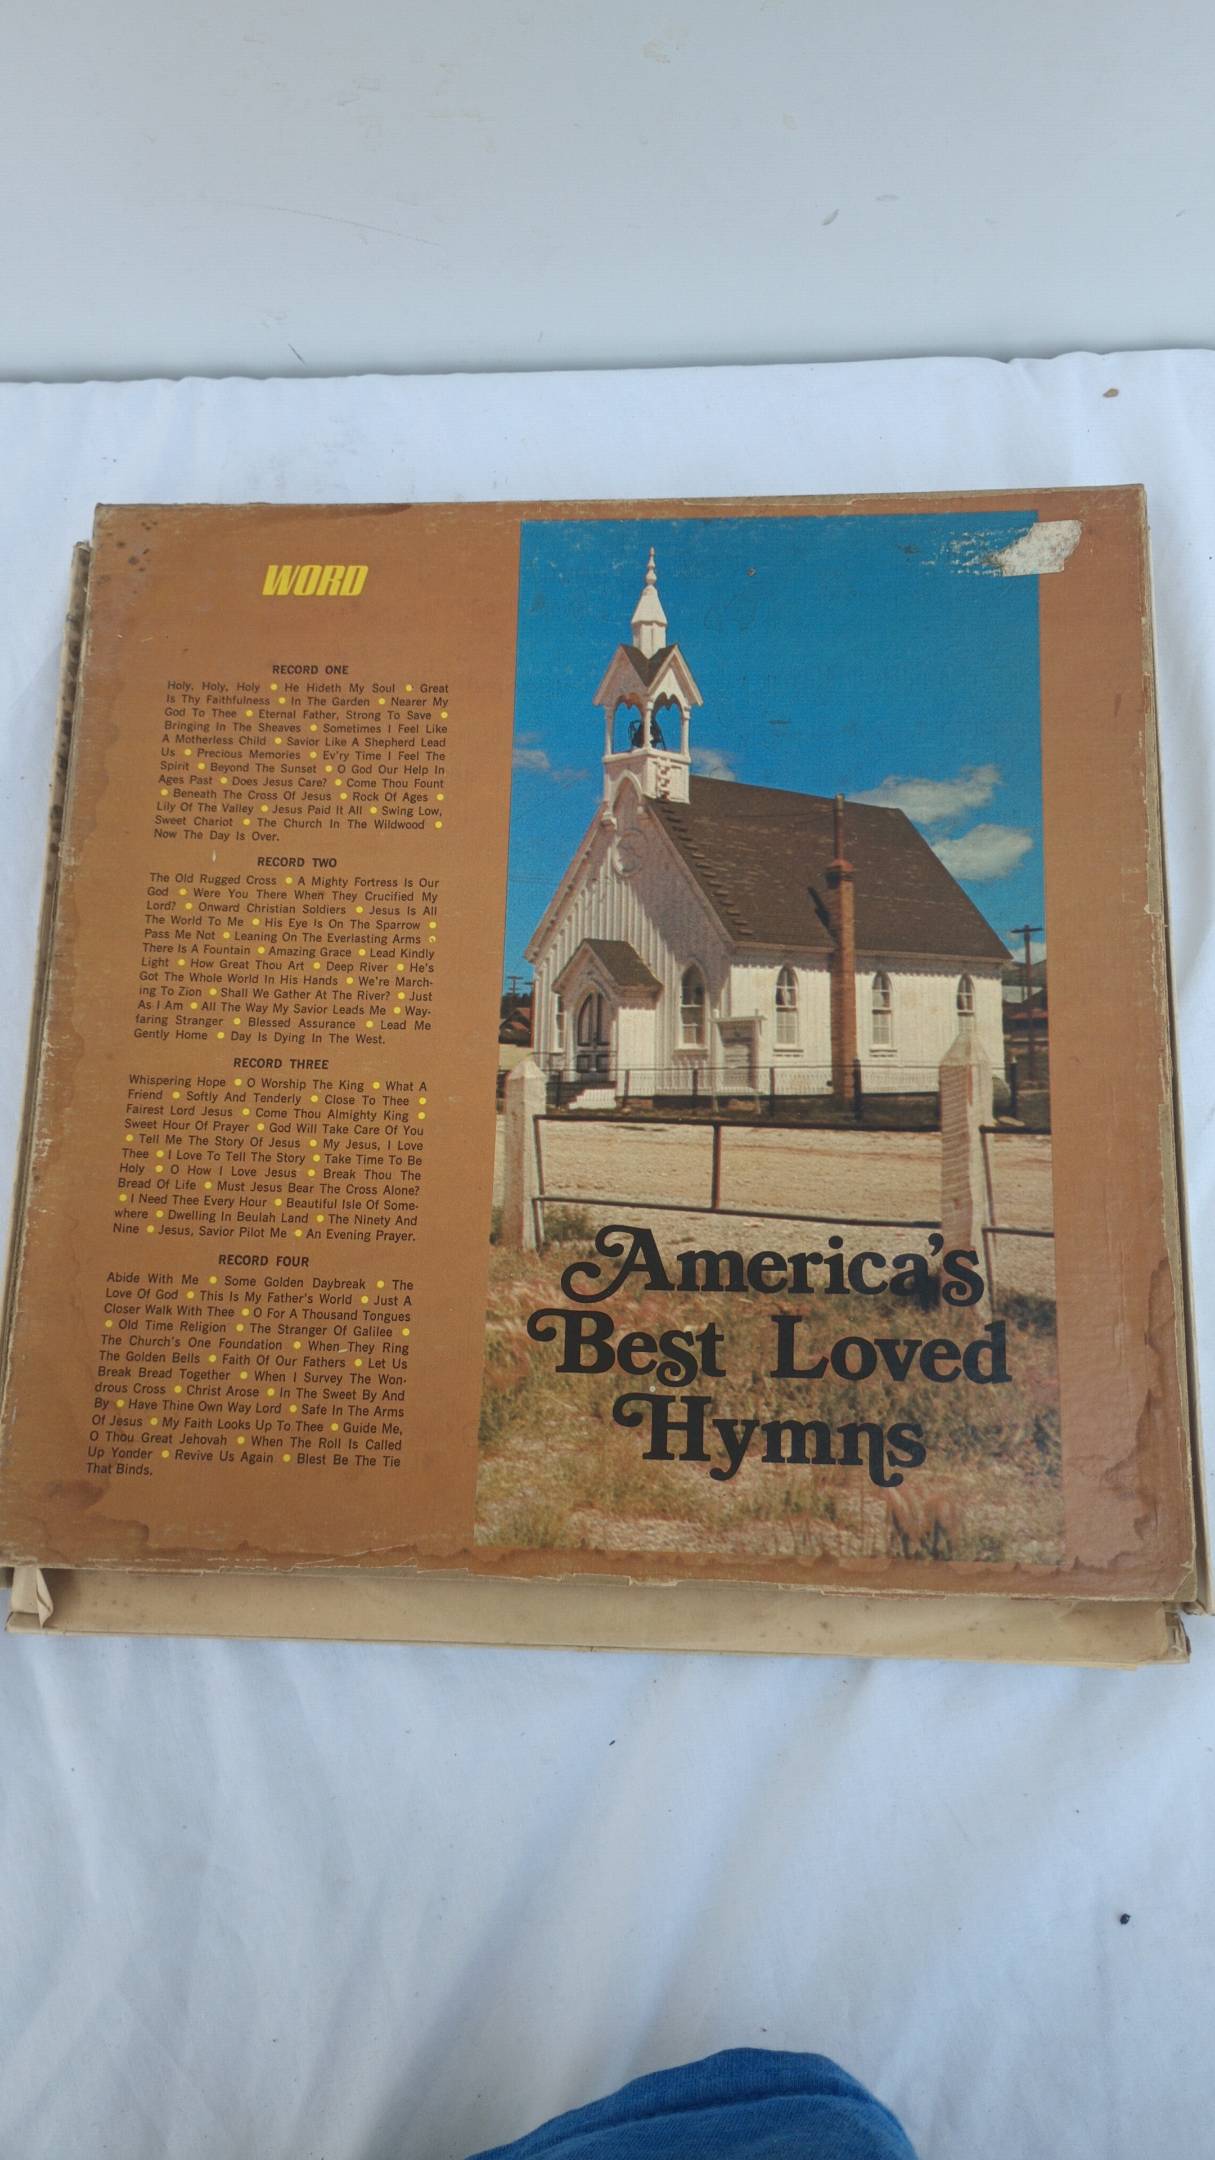 WORD
RECORD ONE
Holy, Holy, Holy • He Hideth My Soul • Great
Is Thy Faithfulness • In The Garden • Nearer My
God To Thee • Eternal Father, Strong To Save •
Bringing In The Sheaves • Sometimes I Feel Like
A Motherless Child • Savior Like A Shepherd Lead
Us • Precious Memories • Ev'ry Time I Feel The
Spirit • Beyond The Sunset • O God Our Help In
Ages Past • Does Jesus Care? • Come Thou Fount
• Beneath The Cross Of Jesus • Rock Of Ages •
Lily Of The Valley • Jesus Paid It All • Swing Low,
Sweet Chariot • The Church In The Wildwood •
Now The Day Is Over.
RECORD TWO
The Old Rugged Cross • A Mighty Fortress Is Our
God • Were You There When They Crucified My
Lord? • Onward Christian Soldiers • Jesus Is All
The World To Me • His Eye Is On The Sparrow •
Pass Me Not • Leaning On The Everlasting Arms •
There Is A Fountain • Amazing Grace • Lead Kindly
Light • How Great Thou Art • Deep River • He's
Got The Whole World In His Hands • We're March-
ing To Zion • Shall We Gather At The River? • Just
As I Am • All The Way My Savior Leads Me • Way-
faring Stranger • Blessed Assurance • Lead Me
Gently Home • Day Is Dying In The West.
RECORD THREE
Whispering Hope • O Worship The King • What A
Friend • Softly And Tenderly • Close To Thee •
Fairest Lord Jesus • Come Thou Almighty King •
Sweet Hour Of Prayer • God Will Take Care Of You
• Tell Me The Story Of Jesus • My Jesus, I Love
Thee • I Love To Tell The Story • Take Time To Be
Holy • O How I Love Jesus • Break Thou The
Bread Of Life • Must Jesus Bear The Cross Alone?
• I Need Thee Every Hour • Beautiful Isle Of Some-
where • Dwelling In Beulah Land • The Ninety And
Nine • Jesus, Savior Pilot Me • An Evening Prayer.
RECORD FOUR
Abide With Me • Some Golden Daybreak • The
Love Of God • This Is My Father's World • Just A
Closer Walk With Thee • O For A Thousand Tongues
• Old Time Religion • The Stranger Of Galilee •
The Church's One Foundation • When They Ring
The Golden Bells • Faith Of Our Fathers • Let Us
Break Bread Together • When I Survey The Won-
drous Cross • Christ Arose • In The Sweet By And
By • Have Thine Own Way Lord • Safe In The Arms
Of Jesus • My Faith Looks Up To Thee • Guide Me,
O Thou Great Jehovah • When The Roll Is Called
Up Yonder • Revive Us Again • Blest Be The Tie
That Binds.
America's
Best Loved
Hymns